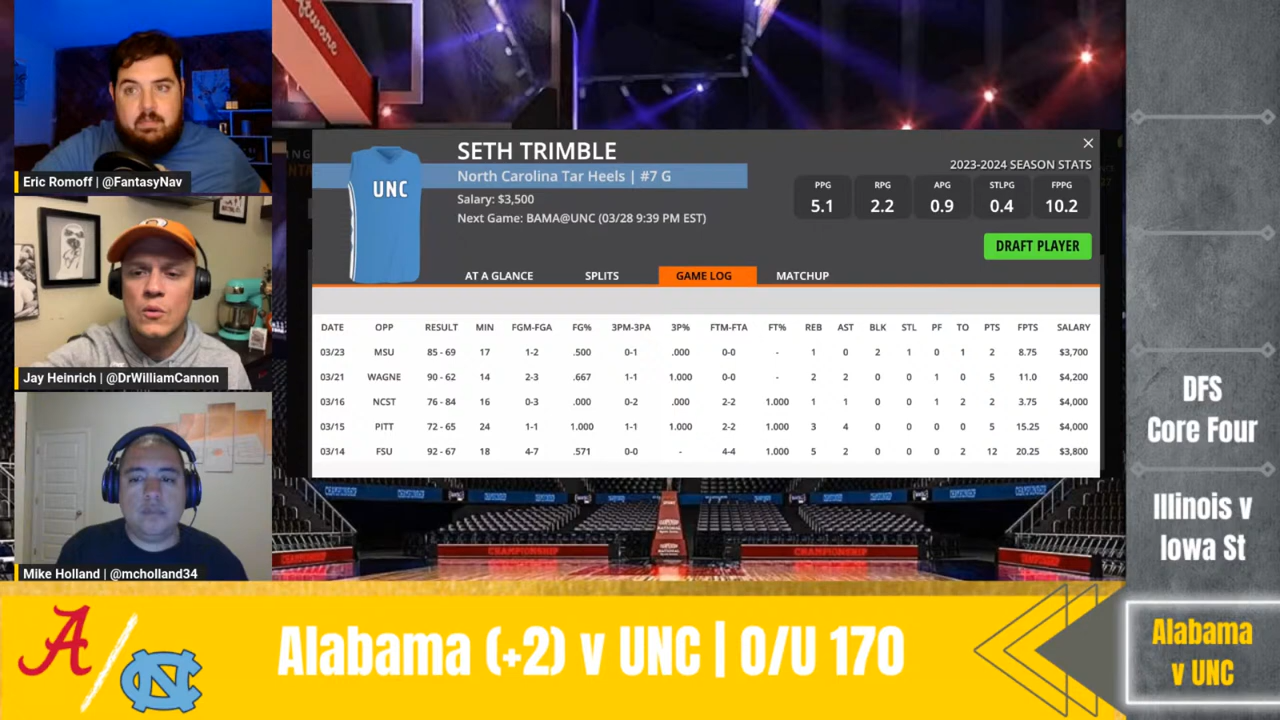 Eric Romoff | @FantasyNav
Jay Heinrich | @DrWilliamCannon
Mike Holland | @mcholland34
SETH TRIMBLE
North Carolina Tar Heels | #7 G
Salary: $3,500
Next Game: BAMA@UNC (03/28 9:39 PM EST)
UNC
2023-2024 SEASON STATS
PPG RPG APG STLPG FPPG
5.1 2.2 0.9 0.4 10.2
DRAFT PLAYER
AT A GLANCE SPLITS GAME LOG MATCHUP
DATE OPP RESULT MIN FGM-FGA FG% 3PM-3PA 3P% FTM-FTA FT% REB AST BLK STL PF TO PTS FPTS SALARY
03/23 MSU 85 - 69 17 1-2 .500 0-1 .000 0-0 - 1 0 2 1 0 1 2 8.75 $3,700
03/21 WAGNE 90 - 62 14 2-3 .667 1-1 1.000 0-0 - 2 2 0 0 1 0 5 11.0 $4,200
03/16 NCST 76 - 84 16 0-3 .000 0-2 .000 2-2 1.000 1 1 0 0 1 2 2 3.75 $4,000
03/15 PITT 72 - 65 24 1-1 1.000 1-1 1.000 2-2 1.000 3 4 0 0 0 0 5 15.25 $4,000
03/14 FSU 92 - 67 18 4-7 .571 0-0 - 4-4 1.000 5 2 0 0 0 2 12 20.25 $3,800
CHAMPIONSHIP
CHAMPIONSHIP
DFS
Core Four
Illinois v
Iowa St
Alabama
v UNC
A / NC
Alabama (+2) v UNC | O/U 170